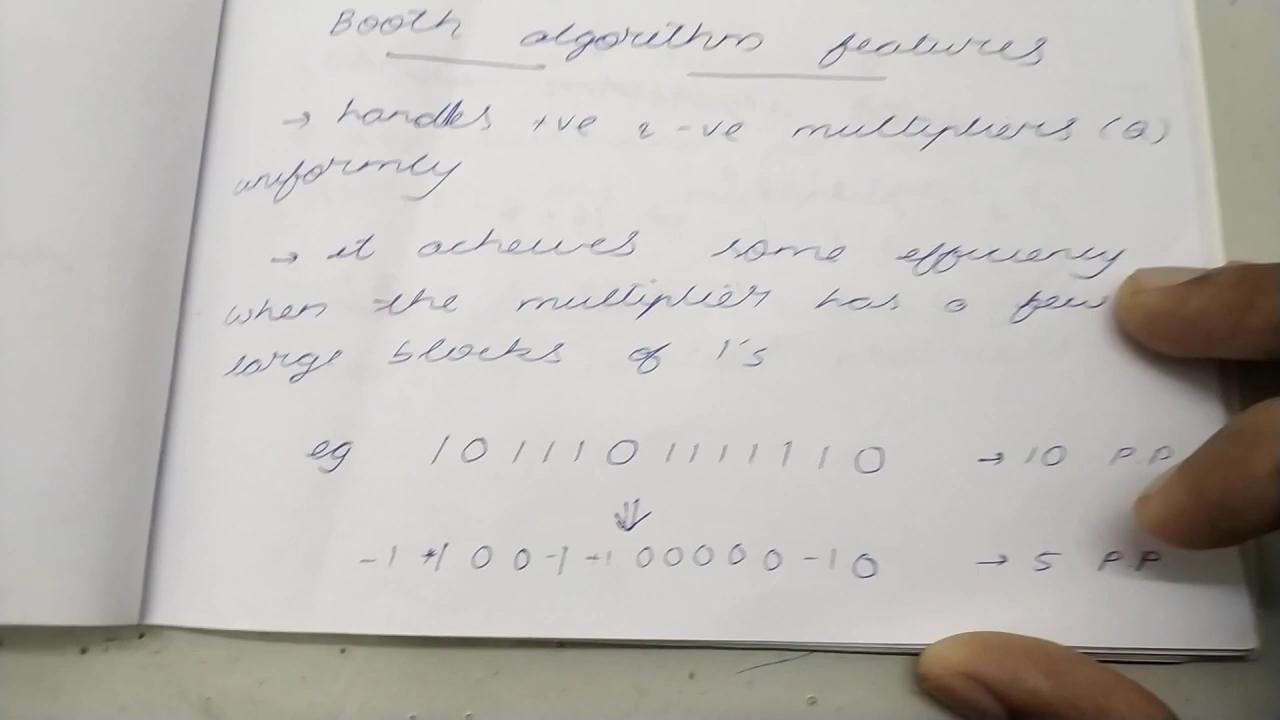 Booth algorithm features
→ handles +ve & -ve multipliers (Q)
uniformly
→ it acheives some efficiency
when the multiplier has a few
large blocks of 1's
eg 1 0 1 1 1 0 1 1 1 1 1 1 0 → 10 P.P
⇓
-1 +1 0 0 -1 +1 0 0 0 0 0 -1 0 → 5 P.P